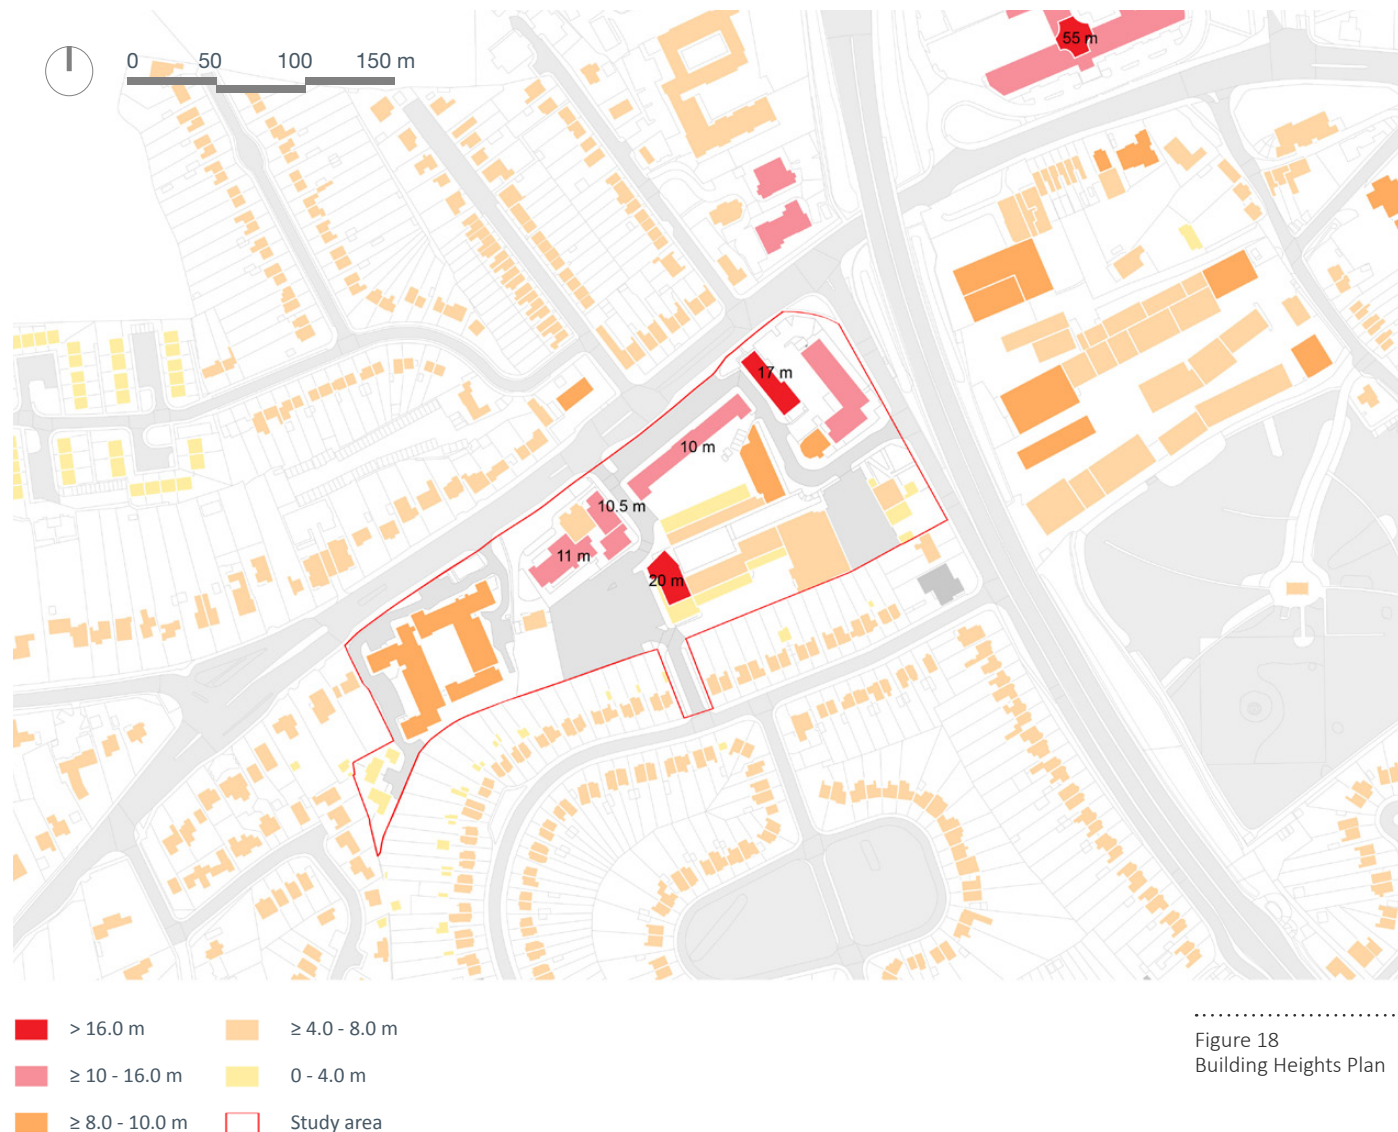 0 50 100 150 m
55 m
17 m
10 m
10.5 m
11 m
20 m
> 16.0 m
≥ 4.0 - 8.0 m
≥ 10 - 16.0 m
0 - 4.0 m
≥ 8.0 - 10.0 m
Study area
Figure 18
Building Heights Plan